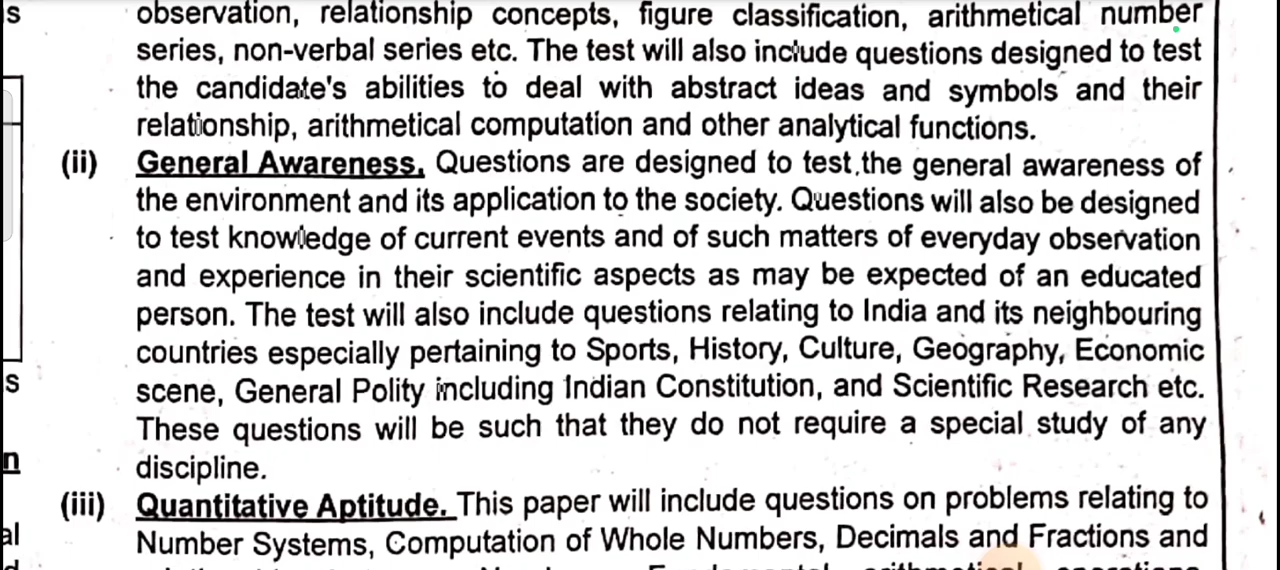 s
observation, relationship concepts, figure classification, arithmetical number
series, non-verbal series etc. The test will also include questions designed to test
the candidate's abilities to deal with abstract ideas and symbols and their
relationship, arithmetical computation and other analytical functions.
(ii) General Awareness. Questions are designed to test the general awareness of
the environment and its application to the society. Questions will also be designed
to test knowledge of current events and of such matters of everyday observation
and experience in their scientific aspects as may be expected of an educated
person. The test will also include questions relating to India and its neighbouring
countries especially pertaining to Sports, History, Culture, Geography, Economic
s
scene, General Polity including Indian Constitution, and Scientific Research etc.
These questions will be such that they do not require a special study of any
n
discipline.
(iii) Quantitative Aptitude. This paper will include questions on problems relating to
al
Number Systems, Computation of Whole Numbers, Decimals and Fractions and